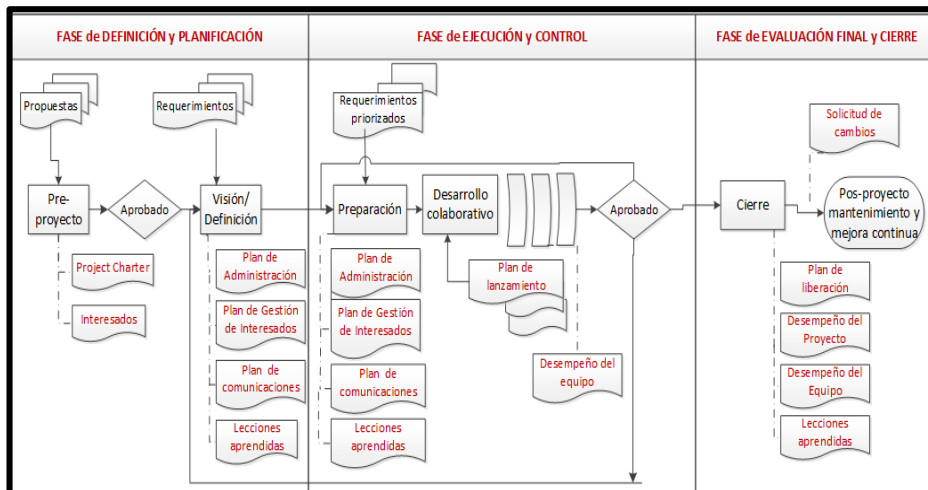 FASE de DEFINICIÓN y PLANIFICACIÓN
FASE de EJECUCIÓN y CONTROL
FASE de EVALUACIÓN FINAL y CIERRE
Propuestas
Requerimientos
Pre-
proyecto
Aprobado
Visión/
Definición
Project Charter
Interesados
Plan de
Administración
Plan de Gestión
de Interesados
Plan de
comunicaciones
Lecciones
aprendidas
Requerimientos
priorizados
Preparación
Desarrollo
colaborativo
Aprobado
Plan de
Administración
Plan de Gestión
de Interesados
Plan de
comunicaciones
Lecciones
aprendidas
Plan de
lanzamiento
Desempeño del
equipo
Solicitud de
cambios
Cierre
Pos-proyecto
mantenimiento y
mejora continua
Plan de
liberación
Desempeño del
Proyecto
Desempeño del
Equipo
Lecciones
aprendidas